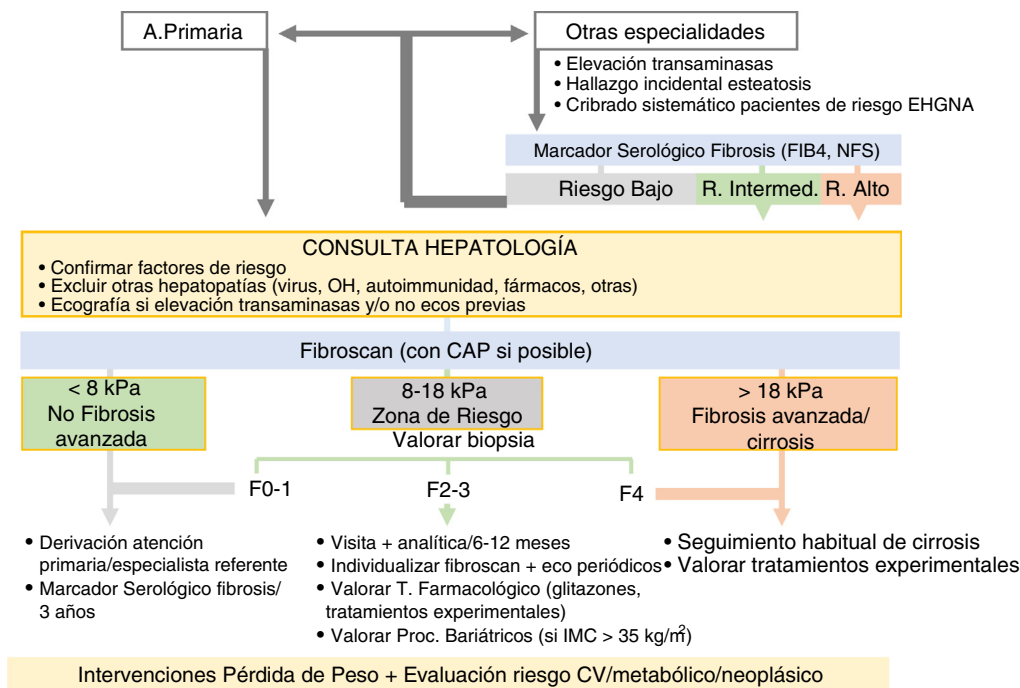 A.Primaria
Otras especialidades
• Elevación transaminasas
• Hallazgo incidental esteatosis
• Cribrado sistemático pacientes de riesgo EHGNA
Marcador Serológico Fibrosis (FIB4, NFS)
Riesgo Bajo
R. Intermed.
R. Alto
CONSULTA HEPATOLOGÍA
• Confirmar factores de riesgo
• Excluir otras hepatopatías (virus, OH, autoimmunidad, fármacos, otras)
• Ecografía si elevación transaminasas y/o no ecos previas
Fibroscan (con CAP si posible)
< 8 kPa
No Fibrosis
avanzada
8-18 kPa
Zona de Riesgo
Valorar biopsia
> 18 kPa
Fibrosis avanzada/
cirrosis
F0-1
F2-3
F4
• Derivación atención
primaria/especialista referente
• Marcador Serológico fibrosis/
3 años
• Visita + analítica/6-12 meses
• Individualizar fibroscan + eco periódicos
• Valorar T. Farmacológico (glitazones,
tratamientos experimentales)
• Valorar Proc. Bariátricos (si IMC > 35 kg/m²)
• Seguimiento habitual de cirrosis
• Valorar tratamientos experimentales
Intervenciones Pérdida de Peso + Evaluación riesgo CV/metabólico/neoplásico